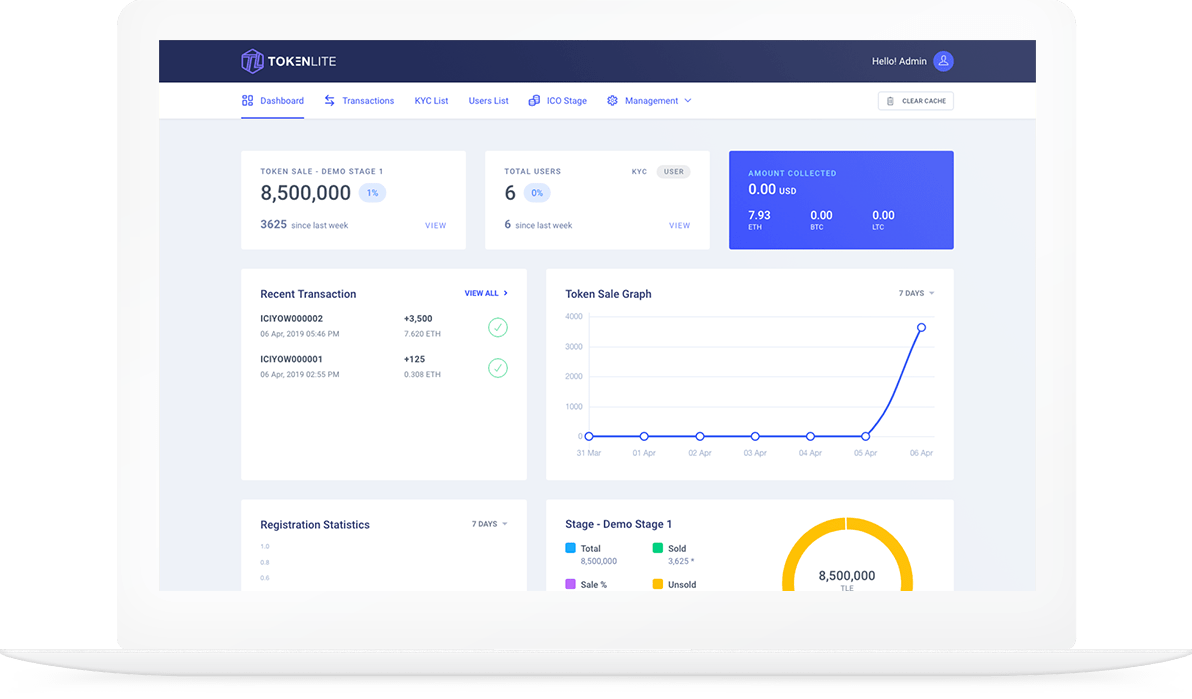 TOKENLITE
Hello! Admin
Dashboard Transactions KYC List Users List ICO Stage Management CLEAR CACHE
TOKEN SALE - DEMO STAGE 1
8,500,000 1%
3625 since last week VIEW
TOTAL USERS KYC USER
6 0%
6 since last week VIEW
AMOUNT COLLECTED
0.00 USD
7.93 0.00 0.00
ETH BTC LTC
Recent Transaction VIEW ALL
ICIYOW000002 +3,500
06 Apr, 2019 05:46 PM 7.620 ETH
ICIYOW000001 +125
06 Apr, 2019 02:55 PM 0.308 ETH
Token Sale Graph 7 DAYS
4000
3000
2000
1000
0
31 Mar 01 Apr 02 Apr 03 Apr 04 Apr 05 Apr 06 Apr
Registration Statistics 7 DAYS
1.0
0.8
0.6
Stage - Demo Stage 1
Total Sold
8,500,000 3,625 *
Sale % Unsold
8,500,000
TLE